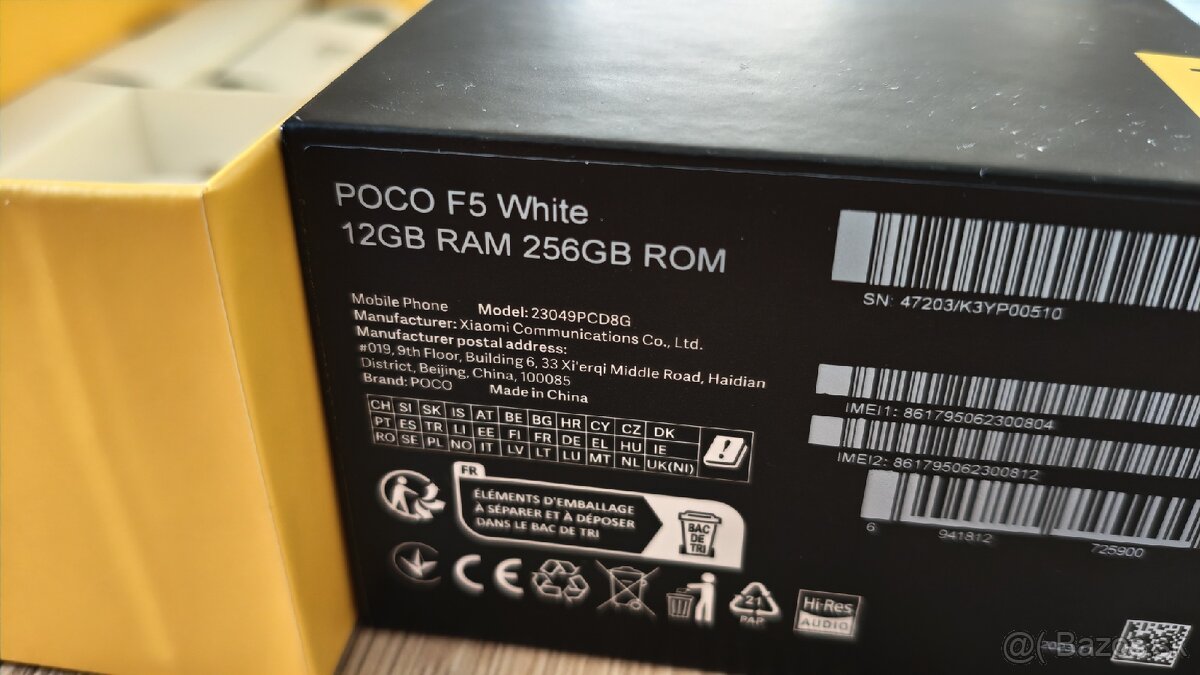 POCO F5 White
12GB RAM 256GB ROM
Mobile Phone Model: 23049PCD8G
Manufacturer: Xiaomi Communications Co., Ltd.
Manufacturer postal address:
#019, 9th Floor, Building 6, 33 Xi'erqi Middle Road, Haidian
District, Beijing, China, 100085
Brand: POCO Made in China
CH SI SK IS AT BE BG HR CY CZ DK
PT ES TR LI EE FI FR DE EL HU IE
RO SE PL NO IT LV LT LU MT NL UK(NI)
FR
ÉLÉMENTS D'EMBALLAGE
À SÉPARER ET À DÉPOSER
DANS LE BAC DE TRI
BAC
DE
TRI
CE
21
PAP
Hi-Res
AUDIO
SN: 47203/K3YP00510
IMEI1: 861795062300804
IMEI2: 861795062300812
6 941812 725900